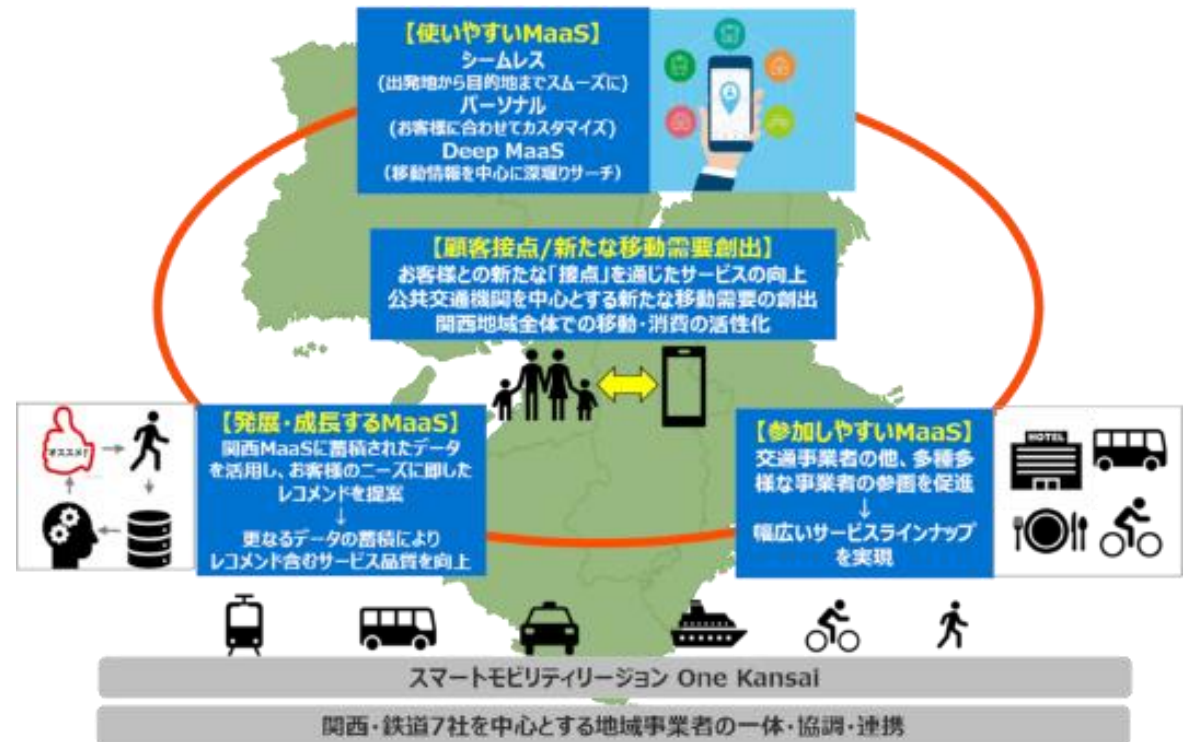 【使いやすいMaaS】
シームレス
(出発地から目的地までスムーズに)
パーソナル
(お客様に合わせてカスタマイズ)
Deep MaaS
(移動情報を中心に深堀りサーチ)
【顧客接点/新たな移動需要創出】
お客様との新たな「接点」を通じたサービスの向上
公共交通機関を中心とする新たな移動需要の創出
関西地域全体での移動・消費の活性化
オススメ!
【発展・成長するMaaS】
関西MaaSに蓄積されたデータ
を活用し、お客様のニーズに即した
レコメンドを提案
↓
更なるデータの蓄積により
レコメンド含むサービス品質を向上
【参加しやすいMaaS】
交通事業者の他、多種多
様な事業者の参画を促進
↓
幅広いサービスラインナップ
を実現
HOTEL
スマートモビリティリージョン One Kansai
関西・鉄道7社を中心とする地域事業者の一体・協調・連携